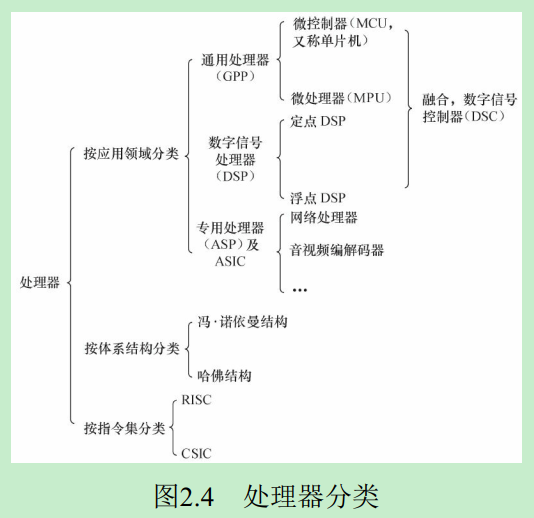 处理器
按应用领域分类
通用处理器
（GPP）
微控制器（MCU，
又称单片机）
微处理器（MPU）
数字信号
处理器
（DSP）
定点 DSP
浮点 DSP
融合，数字信号
控制器（DSC）
专用处理器
（ASP）及
ASIC
网络处理器
音视频编解码器
…
按体系结构分类
冯·诺依曼结构
哈佛结构
按指令集分类
RISC
CSIC
图2.4 处理器分类